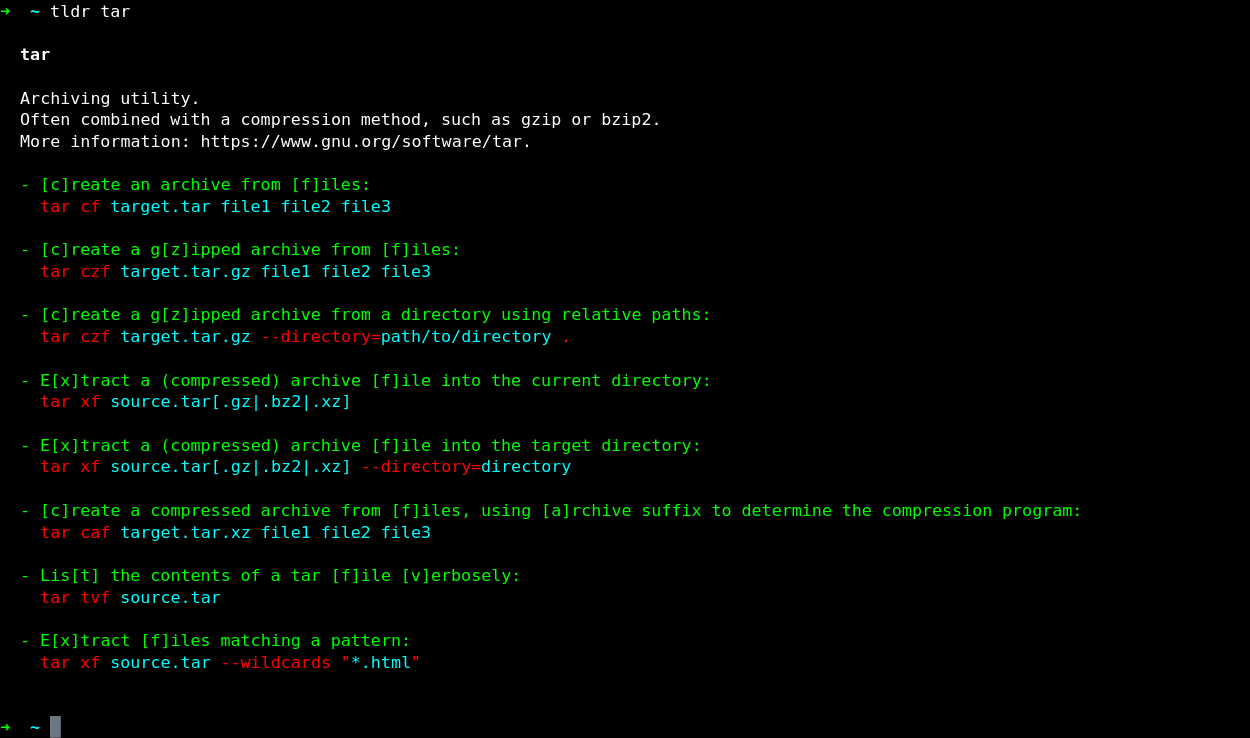 ➜  ~ tldr tar
tar
Archiving utility.
Often combined with a compression method, such as gzip or bzip2.
More information: https://www.gnu.org/software/tar.
- [c]reate an archive from [f]iles:
tar cf target.tar file1 file2 file3
- [c]reate a g[z]ipped archive from [f]iles:
tar czf target.tar.gz file1 file2 file3
- [c]reate a g[z]ipped archive from a directory using relative paths:
tar czf target.tar.gz --directory=path/to/directory .
- E[x]tract a (compressed) archive [f]ile into the current directory:
tar xf source.tar[.gz|.bz2|.xz]
- E[x]tract a (compressed) archive [f]ile into the target directory:
tar xf source.tar[.gz|.bz2|.xz] --directory=directory
- [c]reate a compressed archive from [f]iles, using [a]rchive suffix to determine the compression program:
tar caf target.tar.xz file1 file2 file3
- Lis[t] the contents of a tar [f]ile [v]erbosely:
tar tvf source.tar
- E[x]tract [f]iles matching a pattern:
tar xf source.tar --wildcards "*.html"
➜  ~